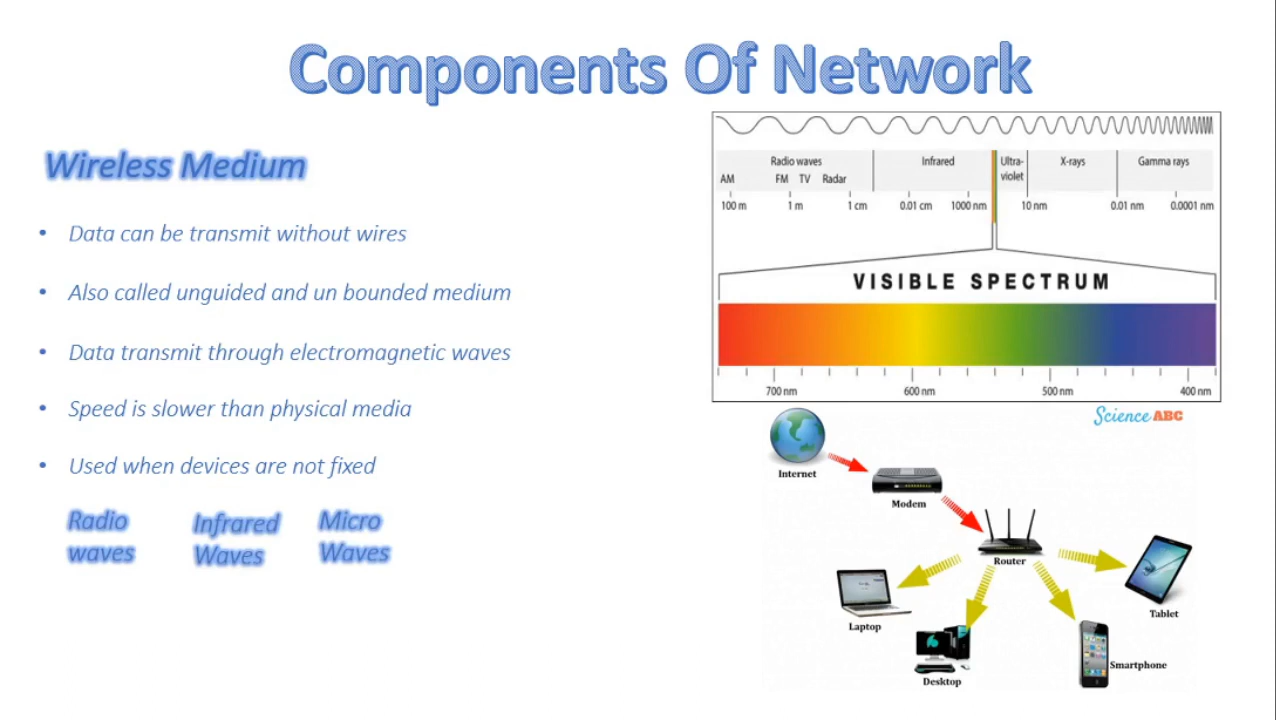 Components Of Network
Wireless Medium
• Data can be transmit without wires
• Also called unguided and un bounded medium
• Data transmit through electromagnetic waves
• Speed is slower than physical media
• Used when devices are not fixed
Radio
waves
Infrared
Waves
Micro
Waves
Radio waves
Infrared
Ultra-
violet
X-rays
Gamma rays
AM FM TV Radar
100 m 1 m 1 cm 0.01 cm 1000 nm 10 nm 0.01 nm 0.0001 nm
VISIBLE SPECTRUM
700 nm 600 nm 500 nm 400 nm
Science ABC
Internet
Modem
Router
Laptop
Desktop
Smartphone
Tablet